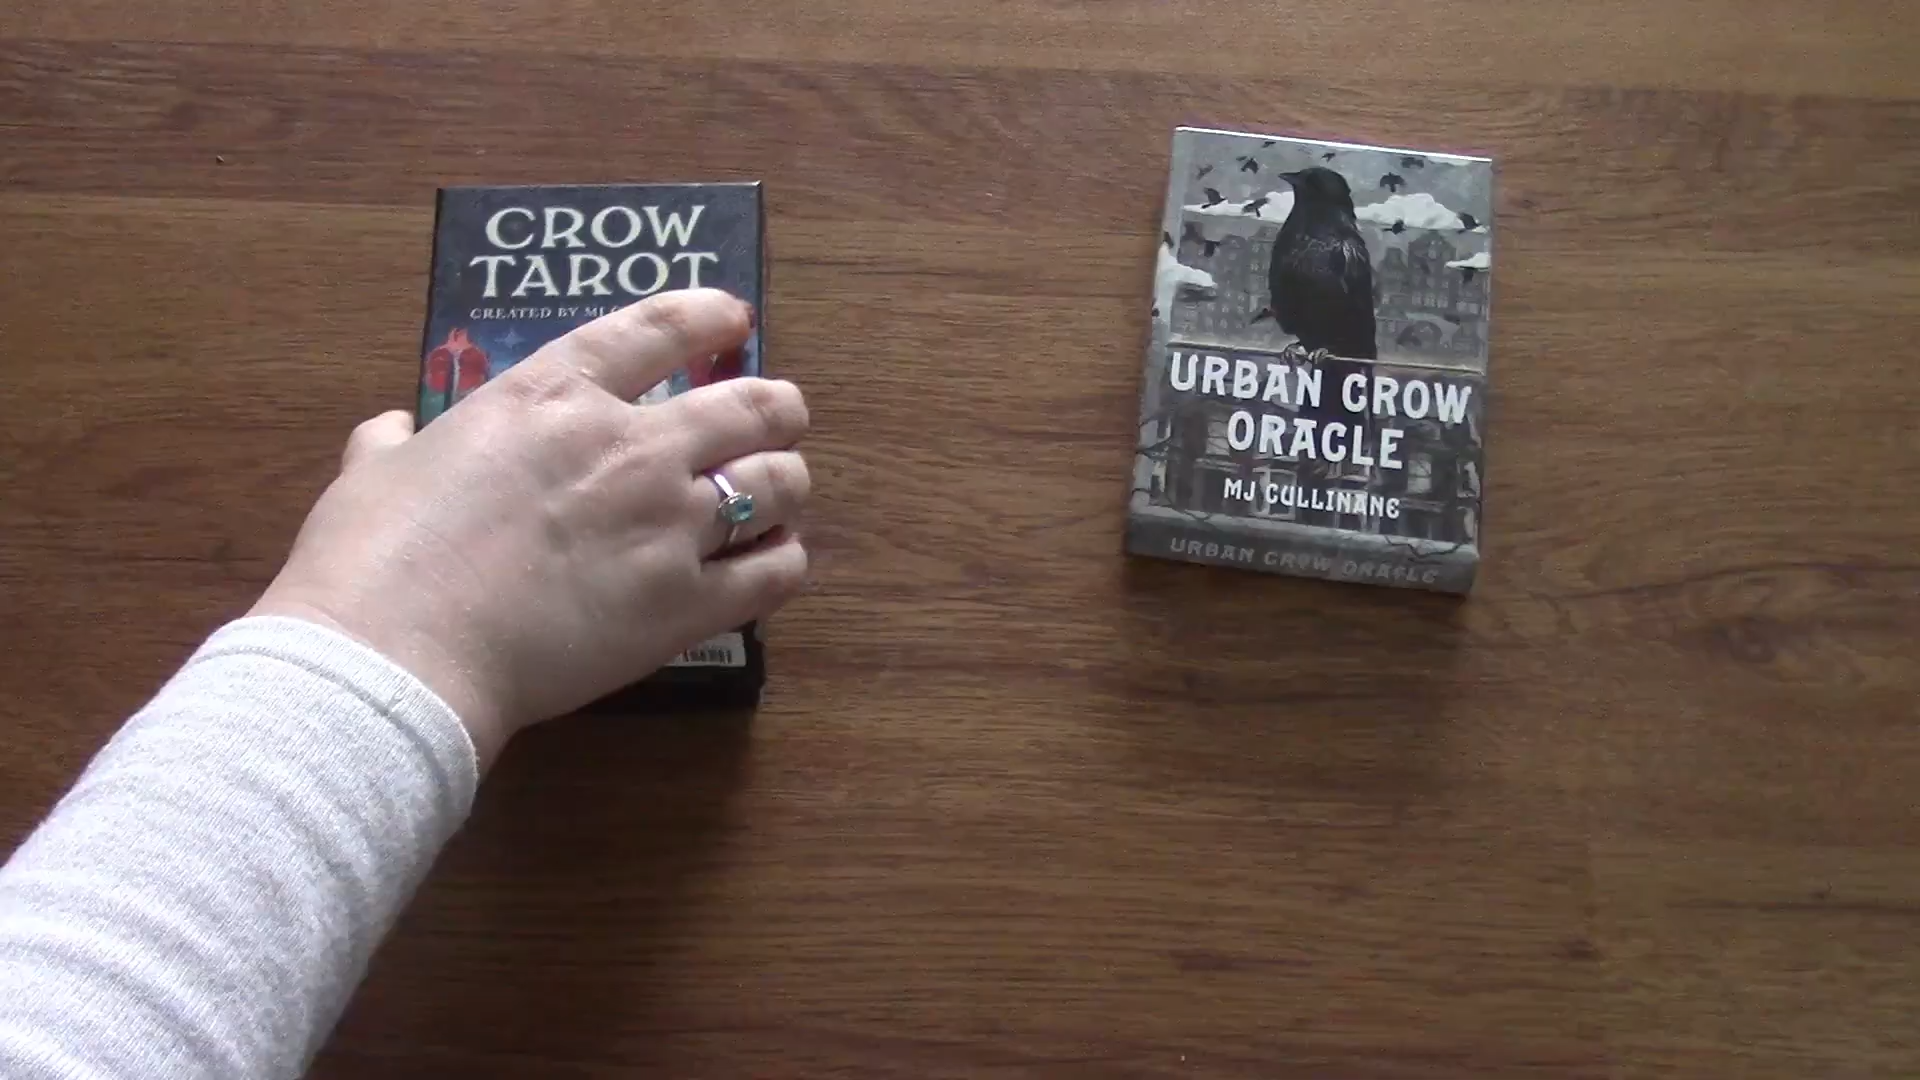 CROW
TAROT
CREATED BY MJ
URBAN CROW
ORACLE
MJ CULLINANE
URBAN CROW ORACLE